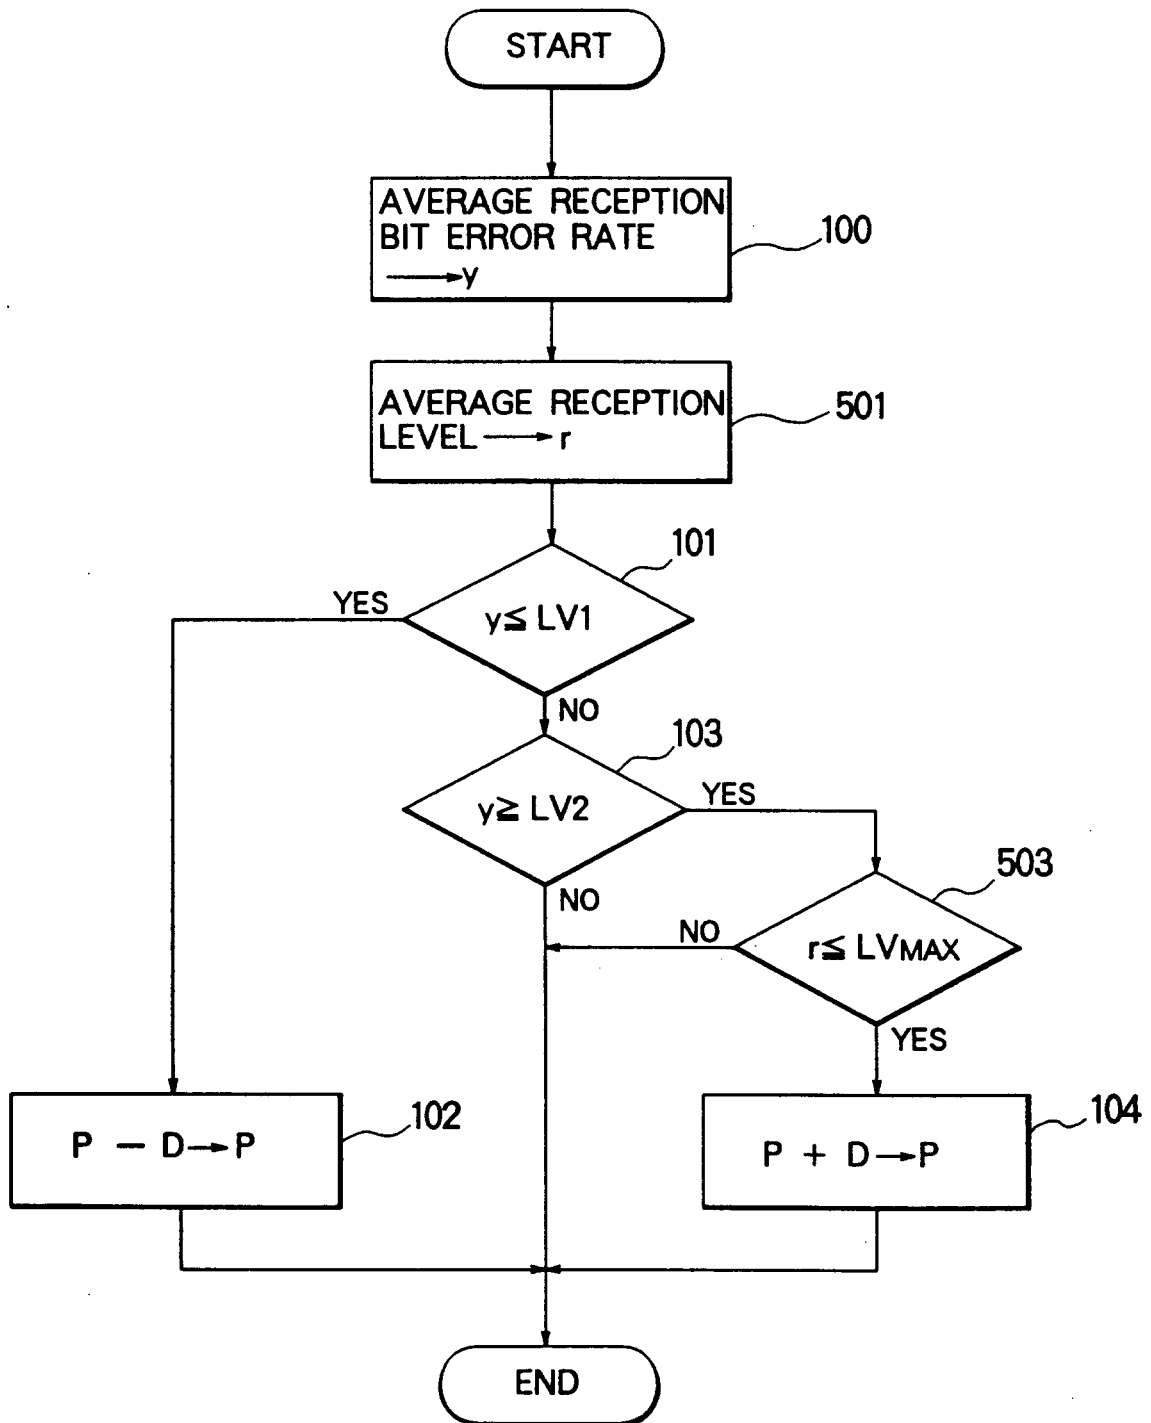 START
AVERAGE RECEPTION
BIT ERROR RATE
⟶y
100
AVERAGE RECEPTION
LEVEL ⟶ r
501
101
YES
y≦ LV1
NO
103
y≧ LV2
YES
503
NO
NO
r≦ LVMAX
YES
102
P − D→P
104
P + D→P
END